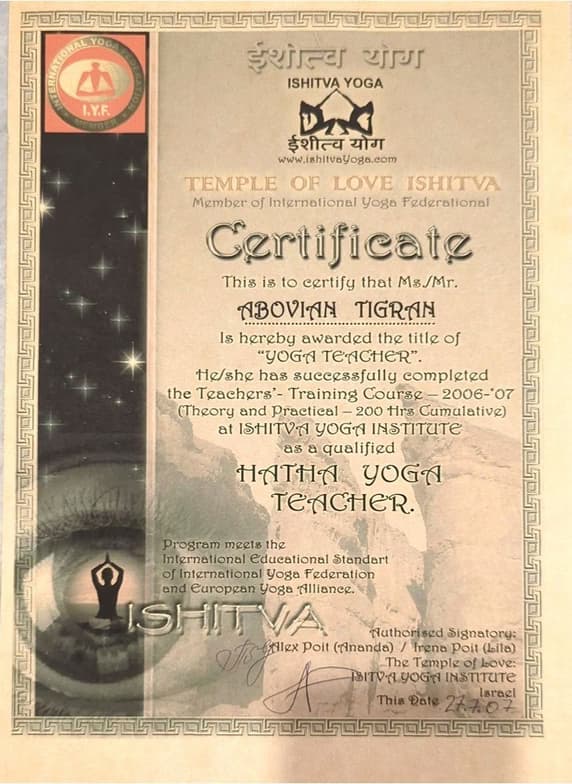 INTERNATIONAL YOGA FEDERATION
I.Y.F.
MEMBER
ईशोत्व योग
ISHITVA YOGA
ईशीत्व योग
www.ishitvaYoga.com
TEMPLE OF LOVE ISHITVA
Member of International Yoga Federational
Certificate
This is to certify that Ms./Mr.
ABOVIAN TIGRAN
Is hereby awarded the title of
"YOGA TEACHER".
He/she has successfully completed
the Teachers'- Training Course – 2006-'07
(Theory and Practical – 200 Hrs Cumulative)
at ISHITVA YOGA INSTITUTE
as a qualified
HATHA YOGA
TEACHER.
Program meets the
International Educational Standart
of International Yoga Federation
and European Yoga Alliance.
ISHITVA
Authorised Signatory:
Alex Poit (Ananda) / Irena Poit (Lila)
The Temple of Love:
ISITVA YOGA INSTITUTE
Israel
This Date 27.7.07